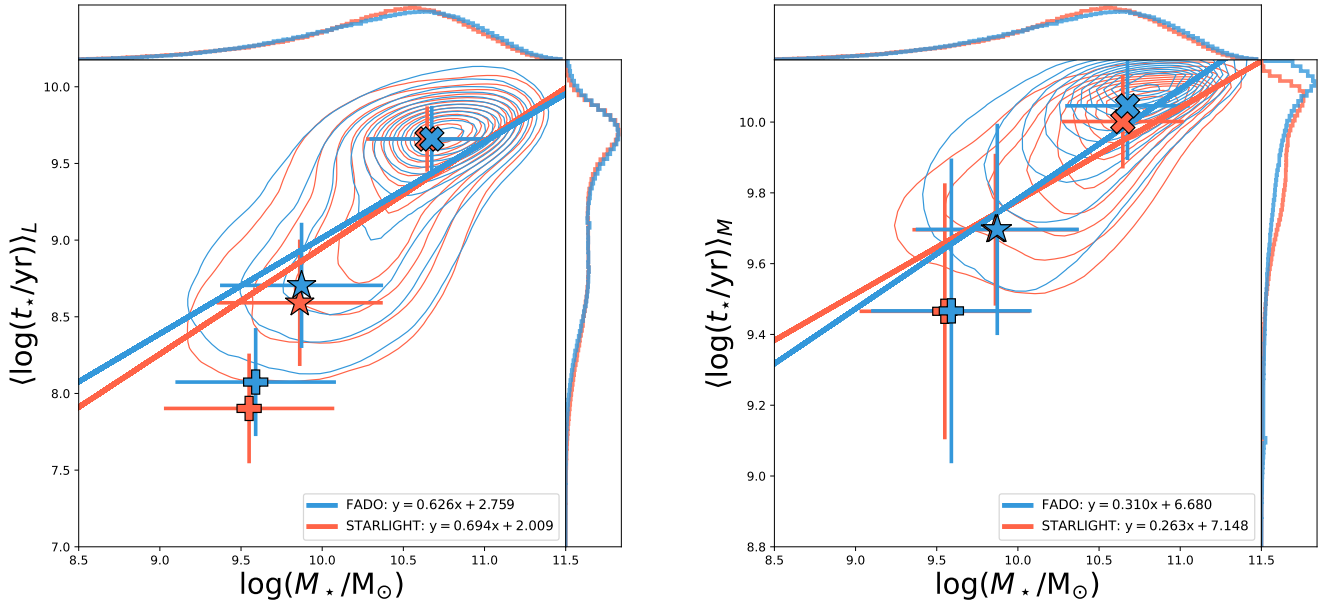 ⟨log(t⋆/yr)⟩L
10.0
9.5
9.0
8.5
8.0
7.5
7.0
8.5 9.0 9.5 10.0 10.5 11.0 11.5
log(M⋆/M⊙)
FADO: y = 0.626x + 2.759
STARLIGHT: y = 0.694x + 2.009
⟨log(t⋆/yr)⟩M
10.0
9.8
9.6
9.4
9.2
9.0
8.8
8.5 9.0 9.5 10.0 10.5 11.0 11.5
log(M⋆/M⊙)
FADO: y = 0.310x + 6.680
STARLIGHT: y = 0.263x + 7.148